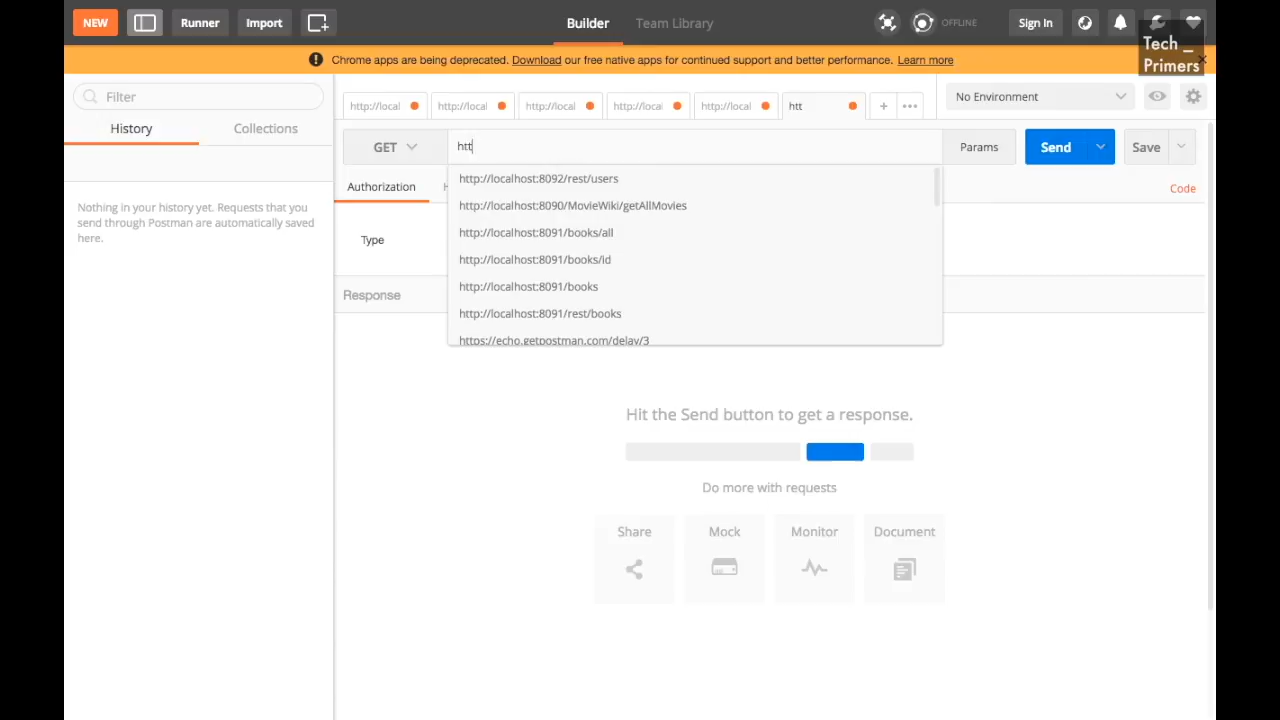 NEW
Runner
Import
Builder
Team Library
OFFLINE
Sign In
Tech _
Primers
Chrome apps are being deprecated. Download our free native apps for continued support and better performance. Learn more
Filter
History
Collections
Nothing in your history yet. Requests that you
send through Postman are automatically saved
here.
http://local
http://local
http://local
http://local
http://local
htt
No Environment
GET
htt
Params
Send
Save
Authorization
Code
Type
Response
http://localhost:8092/rest/users
http://localhost:8090/MovieWiki/getAllMovies
http://localhost:8091/books/all
http://localhost:8091/books/id
http://localhost:8091/books
http://localhost:8091/rest/books
https://echo.getpostman.com/delay/3
Hit the Send button to get a response.
Do more with requests
Share
Mock
Monitor
Document